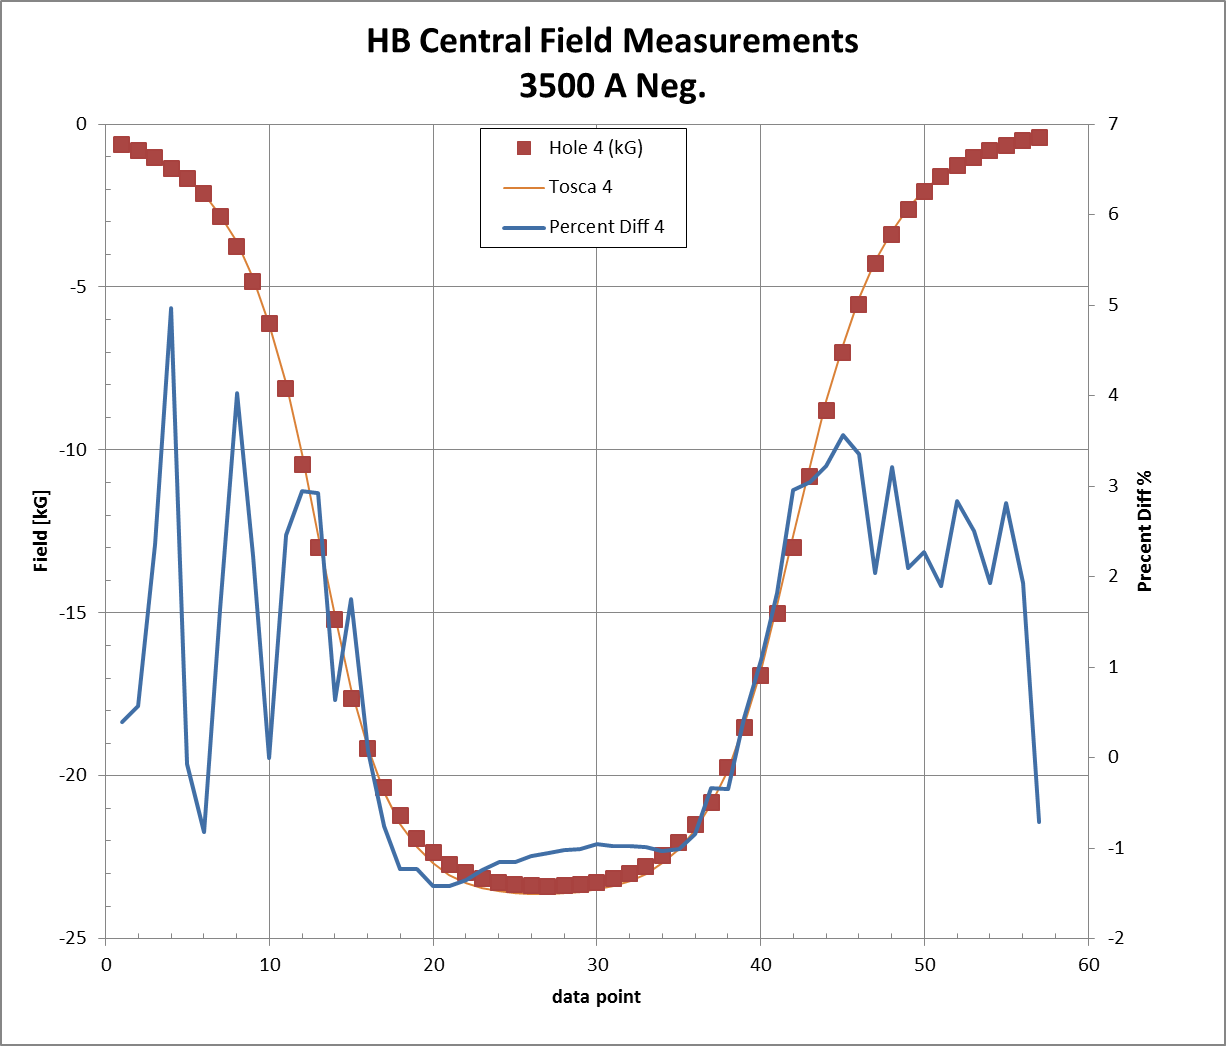 HB Central Field Measurements
3500 A Neg.
Hole 4 (kG)
Tosca 4
Percent Diff 4
0
-5
-10
-15
-20
-25
Field [kG]
7
6
5
4
3
2
1
0
-1
-2
Precent Diff %
0 10 20 30 40 50 60
data point